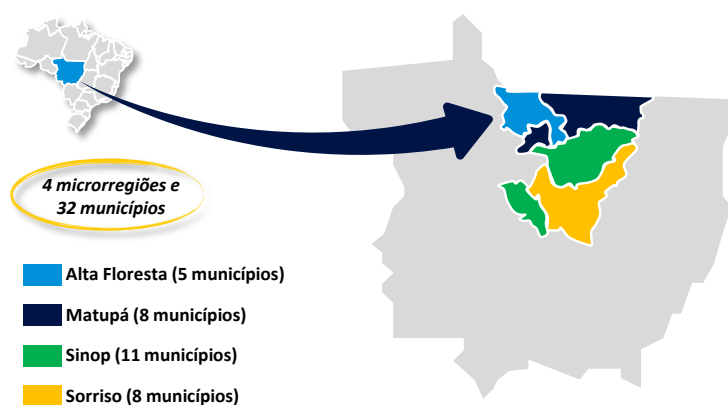 4 microrregiões e
32 municípios
Alta Floresta (5 municípios)
Matupá (8 municípios)
Sinop (11 municípios)
Sorriso (8 municípios)